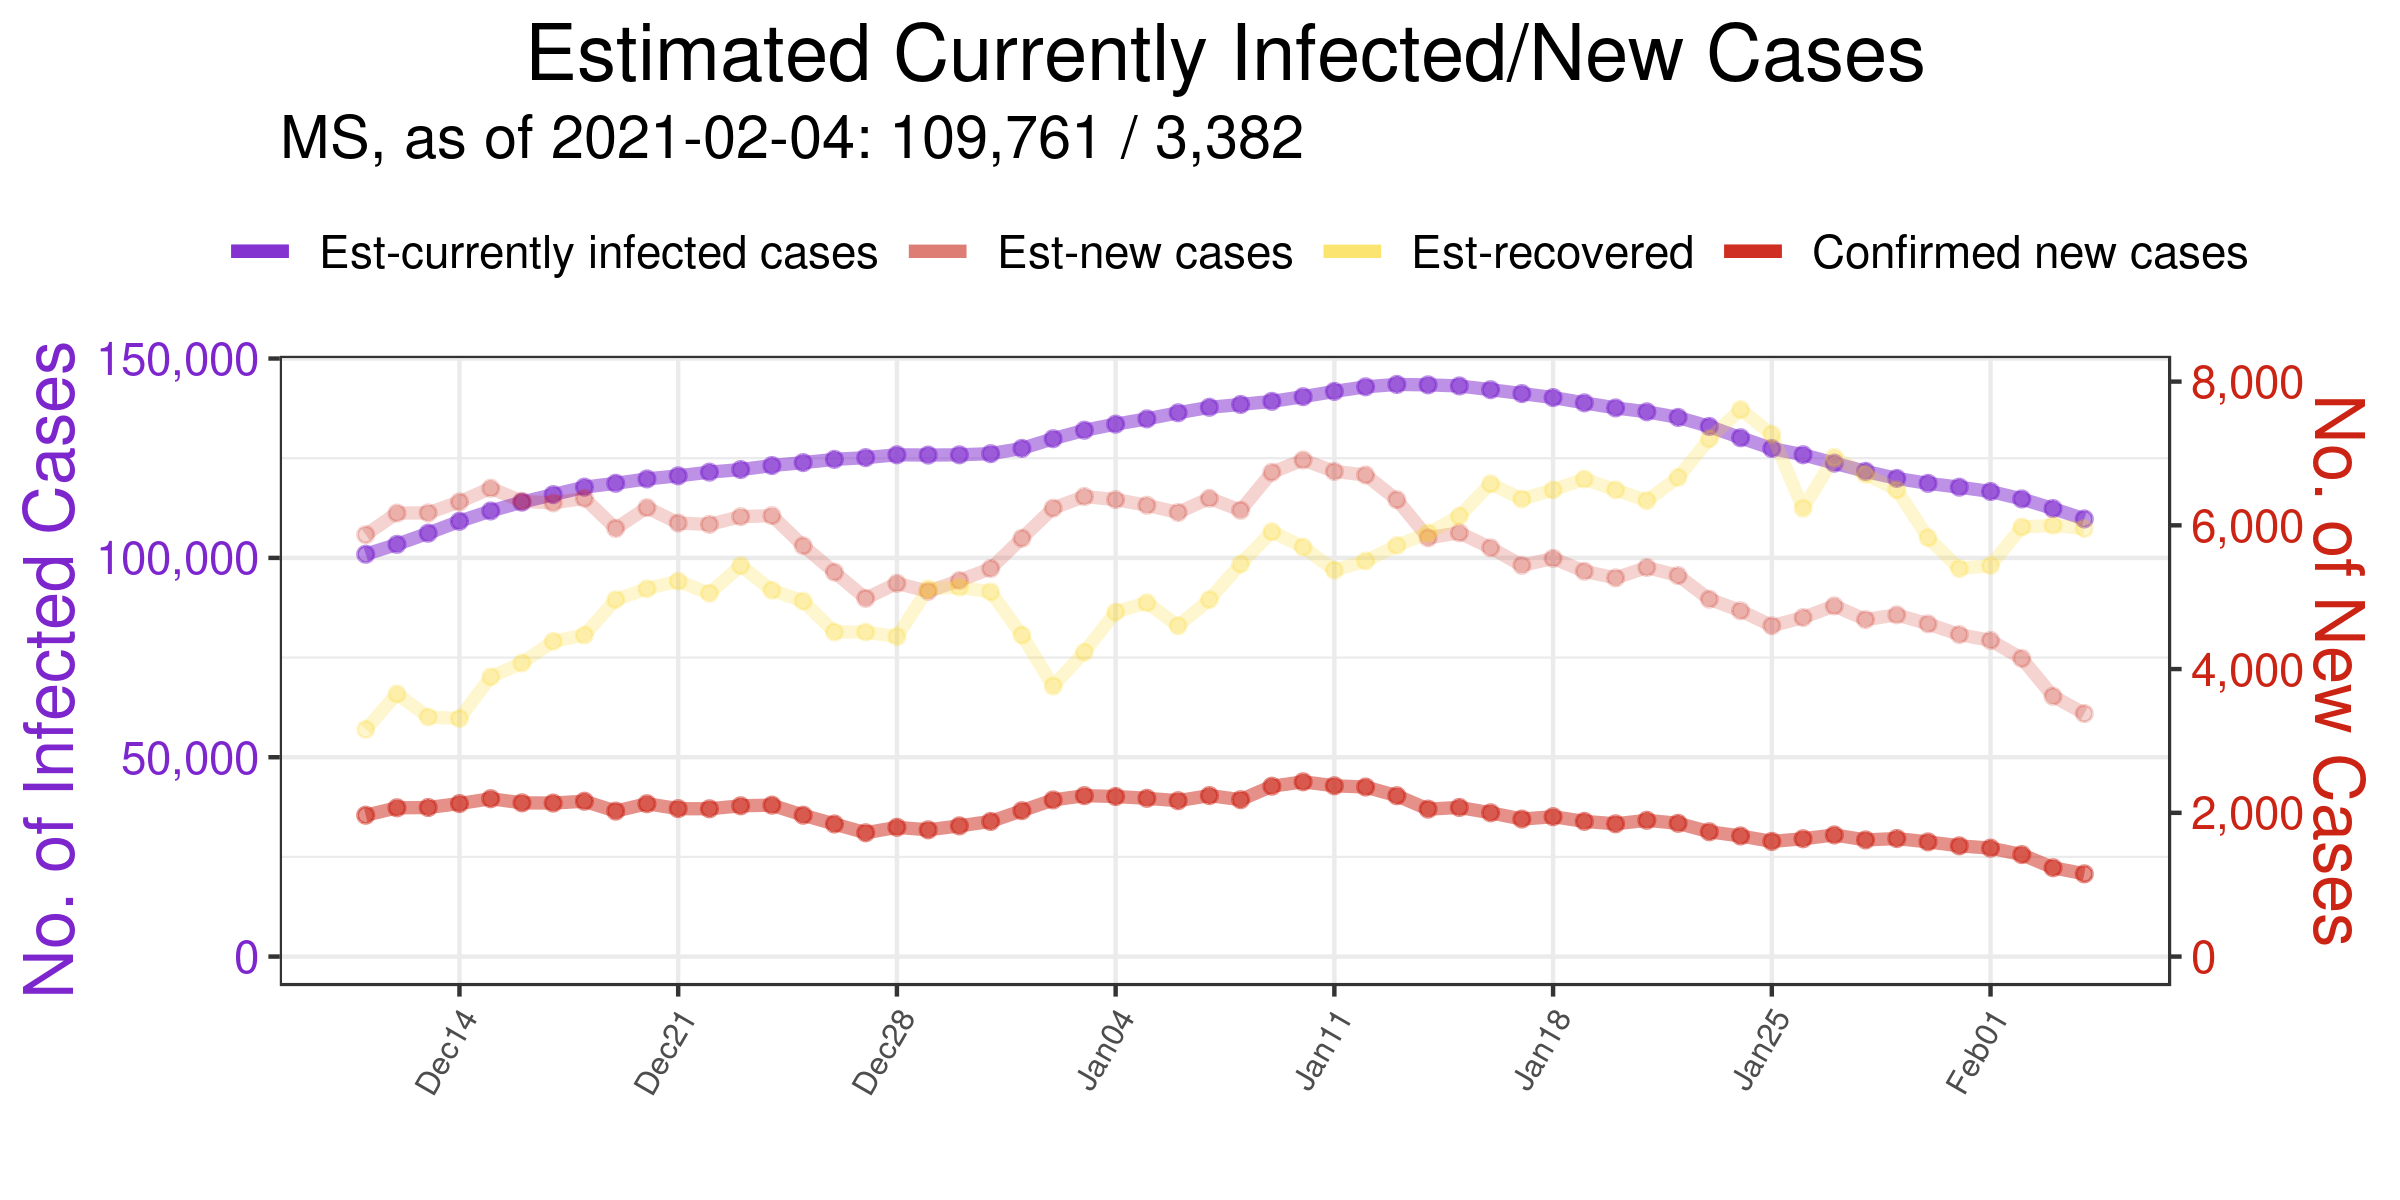 Estimated Currently Infected/New Cases
MS, as of 2021-02-04: 109,761 / 3,382
Est-currently infected cases Est-new cases Est-recovered Confirmed new cases
No. of Infected Cases
150,000
100,000
50,000
0
8,000
6,000
4,000
2,000
0
No. of New Cases
Dec14 Dec21 Dec28 Jan04 Jan11 Jan18 Jan25 Feb01